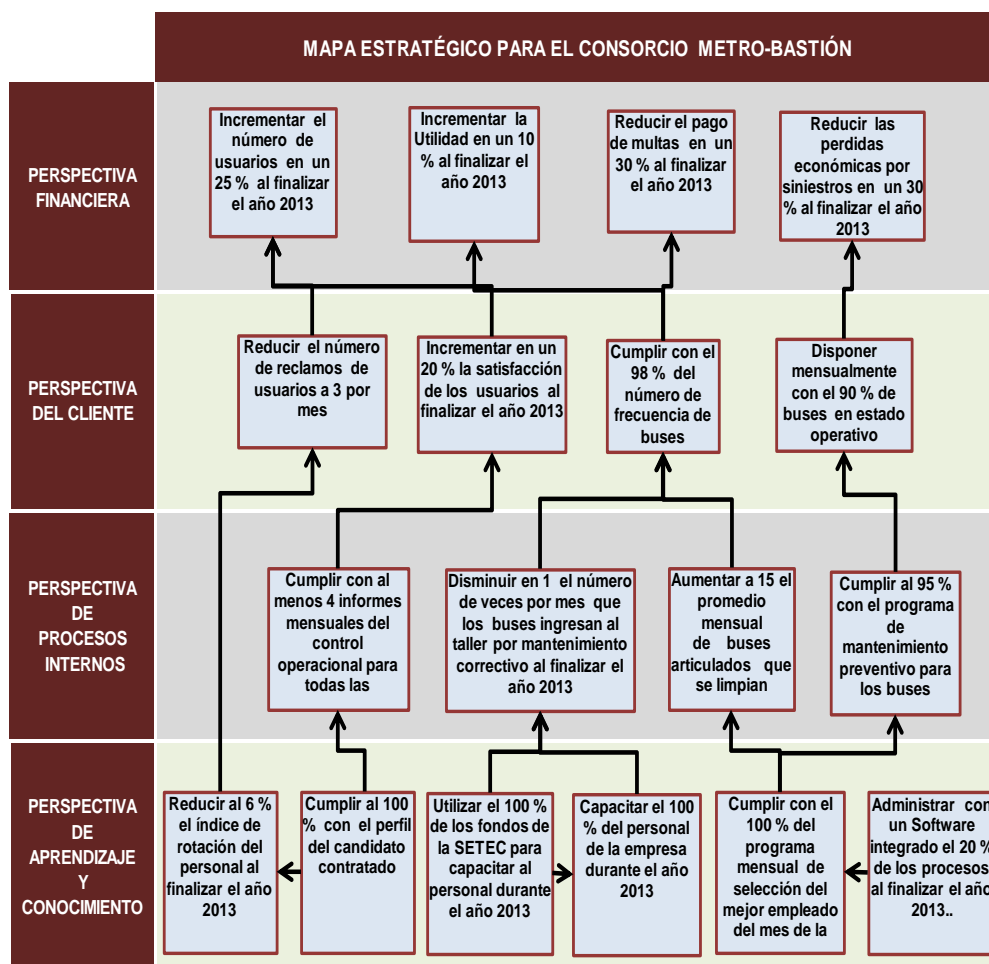 MAPA ESTRATÉGICO PARA EL CONSORCIO METRO-BASTIÓN
PERSPECTIVA
FINANCIERA
Incrementar el
número de
usuarios en un
25 % al finalizar
el año 2013
Incrementar la
Utilidad en un 10
% al finalizar el
año 2013
Reducir el pago
de multas en un
30 % al finalizar
el año 2013
Reducir las
perdidas
económicas por
siniestros en un 30
% al finalizar el año
2013
PERSPECTIVA
DEL CLIENTE
Reducir el número
de reclamos de
usuarios a 3 por
mes
Incrementar en un
20 % la satisfacción
de los usuarios al
finalizar el año 2013
Cumplir con el
98 % del
número de
frecuencia de
buses
Disponer
mensualmente
con el 90 % de
buses en estado
operativo
PERSPECTIVA
DE
PROCESOS
INTERNOS
Cumplir con al
menos 4 informes
mensuales del
control
operacional para
todas las
Disminuir en 1 el número
de veces por mes que
los buses ingresan al
taller por mantenimiento
correctivo al finalizar el
año 2013
Aumentar a 15 el
promedio
mensual
de buses
articulados que
se limpian
Cumplir al 95 %
con el programa
de
mantenimiento
preventivo para
los buses
PERSPECTIVA
DE
APRENDIZAJE
Y
CONOCIMIENTO
Reducir al 6 %
el índice de
rotación del
personal al
finalizar el año
2013
Cumplir al 100
% con el perfil
del candidato
contratado
Utilizar el 100 %
de los fondos de
la SETEC para
capacitar al
personal durante
el año 2013
Capacitar el 100
% del personal
de la empresa
durante el año
2013
Cumplir con el
100 % del
programa
mensual de
selección del
mejor empleado
del mes de la
Administrar con
un Software
integrado el 20 %
de los procesos
al finalizar el año
2013..